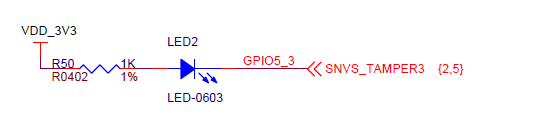 VDD_3V3
LED2
R50 1K
R0402 1%
GPIO5_3
SNVS_TAMPER3 {2,5}
LED-0603